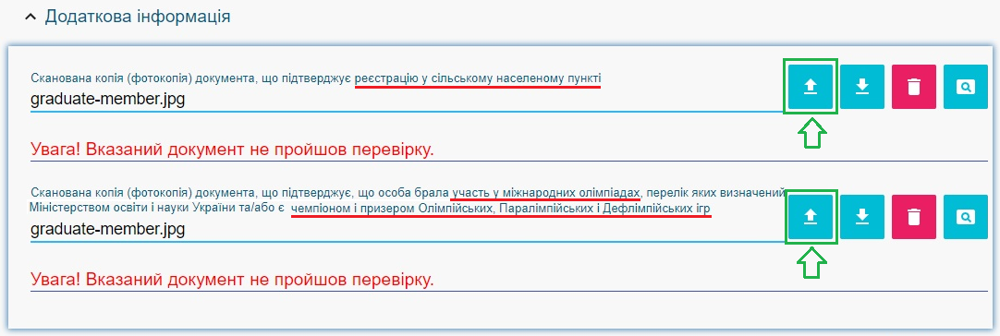 Додаткова інформація
Сканована копія (фотокопія) документа, що підтверджує реєстрацію у сільському населеному пункті
graduate-member.jpg
Увага! Вказаний документ не пройшов перевірку.
Сканована копія (фотокопія) документа, що підтверджує, що особа брала участь у міжнародних олімпіадах, перелік яких визначений
Міністерством освіти і науки України та/або є чемпіоном і призером Олімпійських, Паралімпійських і Дефлімпійських ігр
graduate-member.jpg
Увага! Вказаний документ не пройшов перевірку.